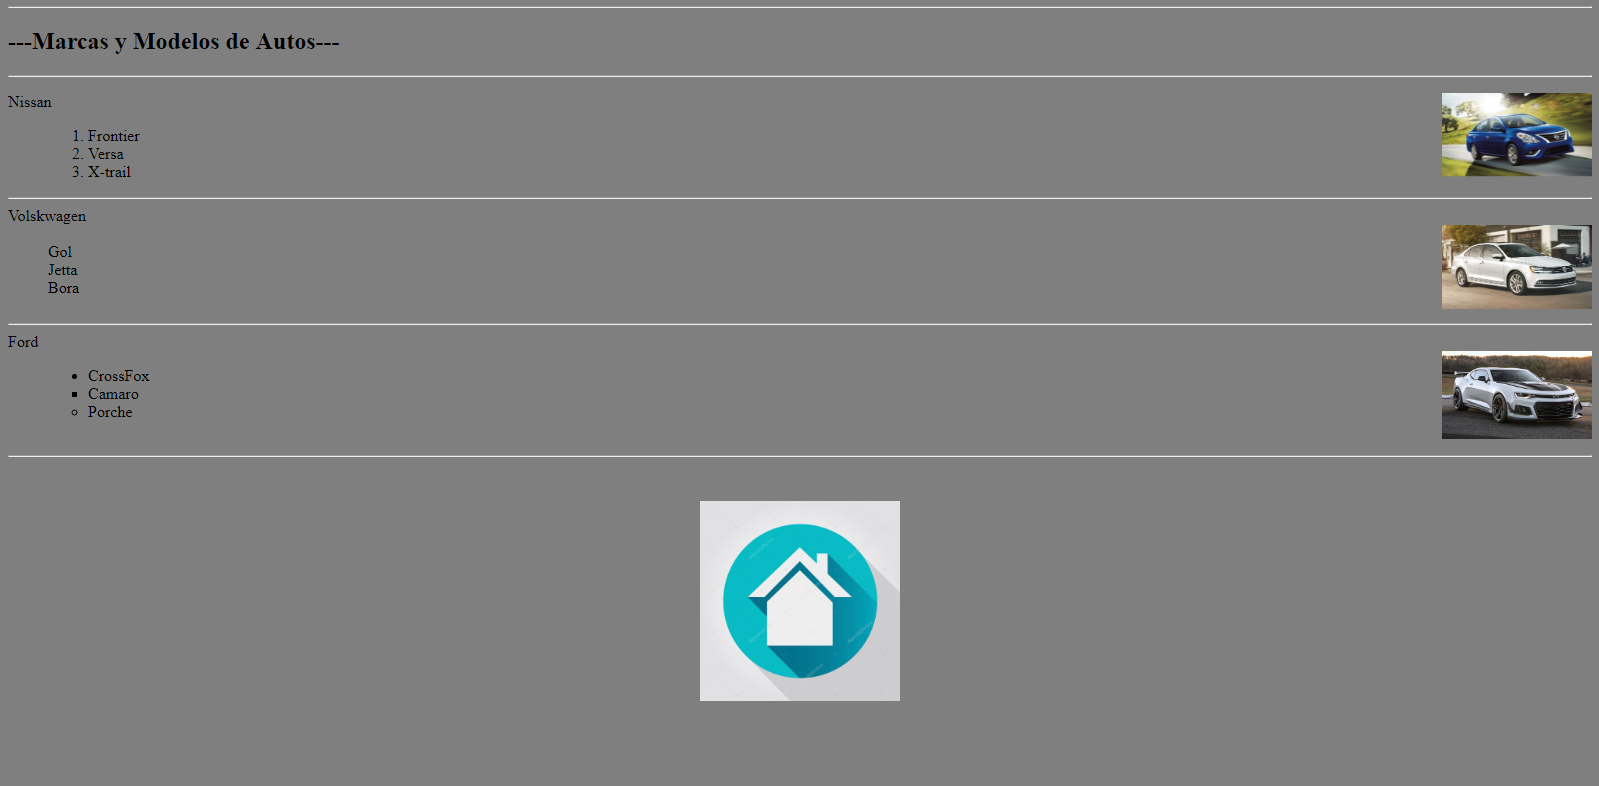 ---Marcas y Modelos de Autos---
Nissan
1. Frontier
2. Versa
3. X-trail
Volskwagen
Gol
Jetta
Bora
Ford
CrossFox
Camaro
Porche